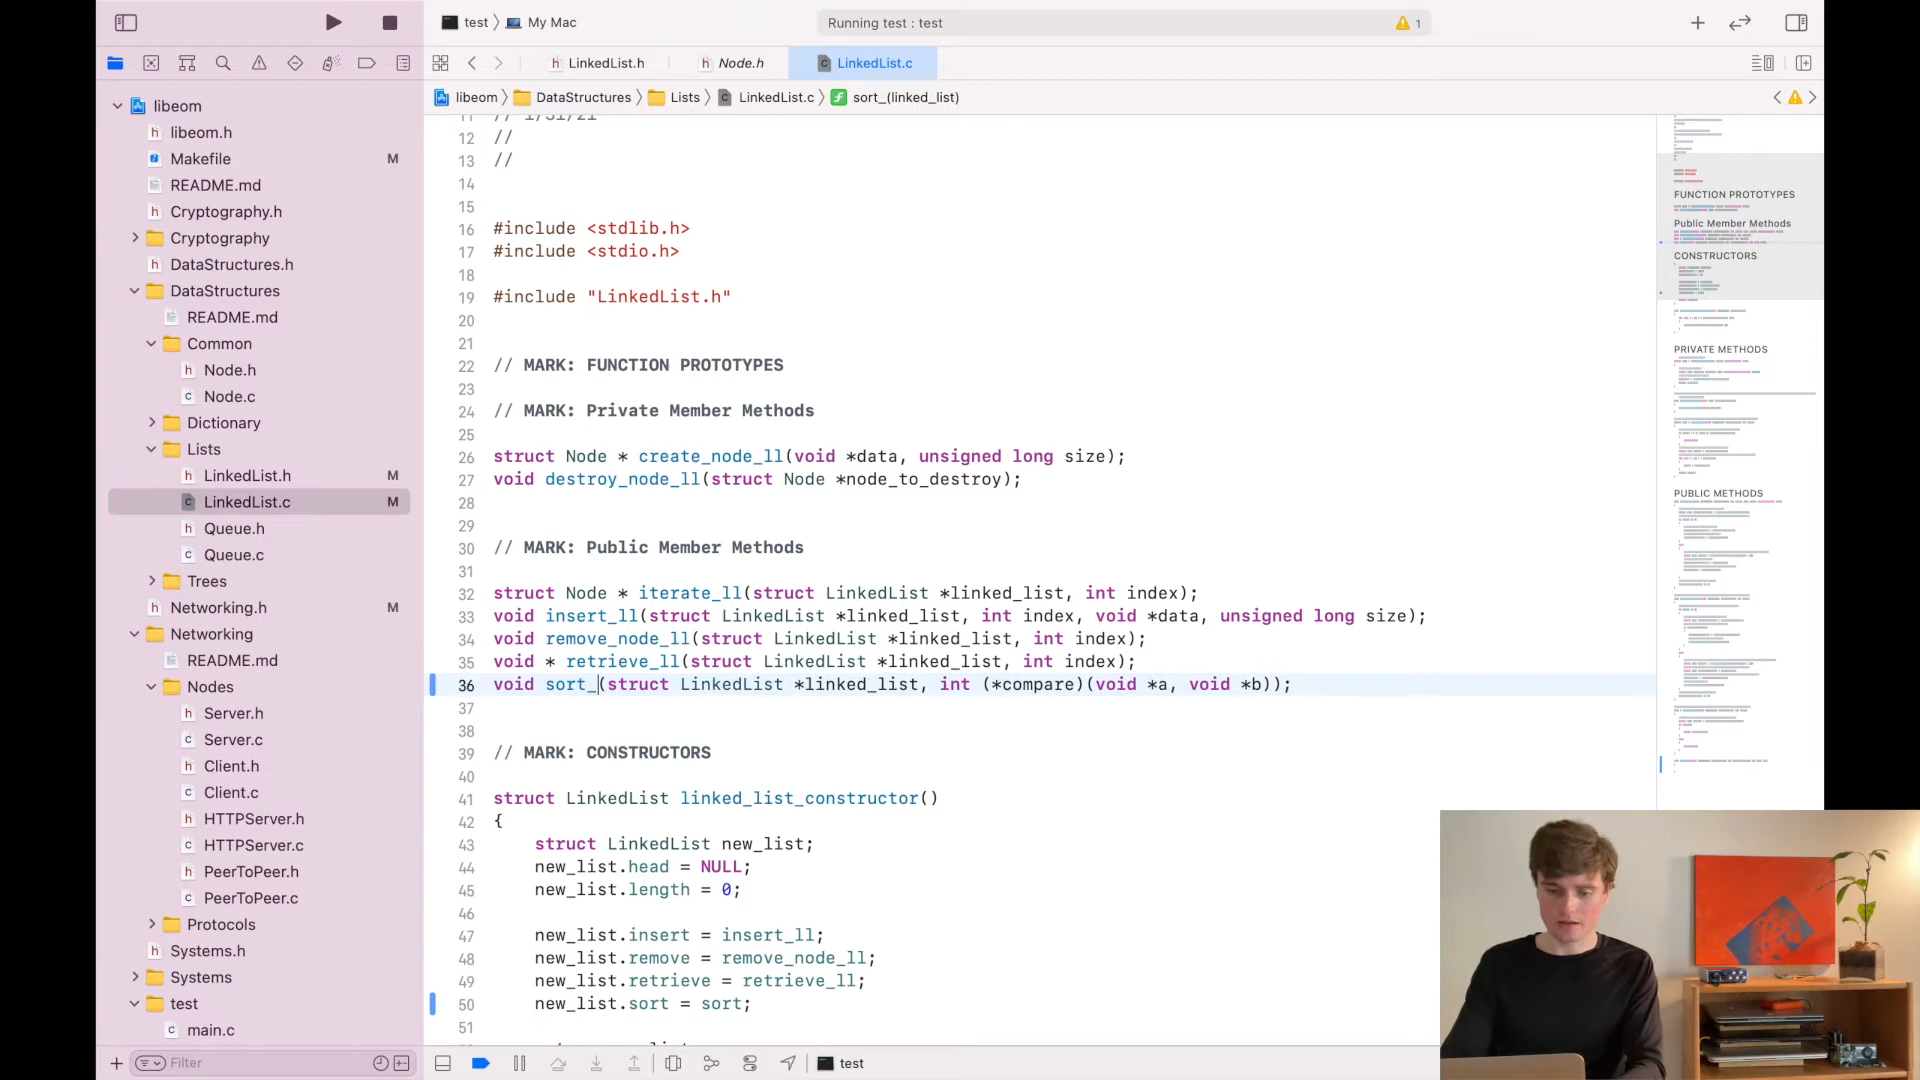 test
My Mac
Running test : test
1
LinkedList.h
Node.h
LinkedList.c
libeom
DataStructures
Lists
LinkedList.c
sort_(linked_list)
libeom
libeom.h
Makefile M
README.md
Cryptography.h
Cryptography
DataStructures.h
DataStructures
README.md
Common
Node.h
Node.c
Dictionary
Lists
LinkedList.h M
LinkedList.c M
Queue.h
Queue.c
Trees
Networking.h M
Networking
README.md
Nodes
Server.h
Server.c
Client.h
Client.c
HTTPServer.h
HTTPServer.c
PeerToPeer.h
PeerToPeer.c
Protocols
Systems.h
Systems
test
main.c
Filter
11 // 1/31/21
12 //
13 //
14
15
16 #include <stdlib.h>
17 #include <stdio.h>
18
19 #include "LinkedList.h"
20
21
22 // MARK: FUNCTION PROTOTYPES
23
24 // MARK: Private Member Methods
25
26 struct Node * create_node_ll(void *data, unsigned long size);
27 void destroy_node_ll(struct Node *node_to_destroy);
28
29
30 // MARK: Public Member Methods
31
32 struct Node * iterate_ll(struct LinkedList *linked_list, int index);
33 void insert_ll(struct LinkedList *linked_list, int index, void *data, unsigned long size);
34 void remove_node_ll(struct LinkedList *linked_list, int index);
35 void * retrieve_ll(struct LinkedList *linked_list, int index);
36 void sort_(struct LinkedList *linked_list, int (*compare)(void *a, void *b));
37
38
39 // MARK: CONSTRUCTORS
40
41 struct LinkedList linked_list_constructor()
42 {
43 struct LinkedList new_list;
44 new_list.head = NULL;
45 new_list.length = 0;
46
47 new_list.insert = insert_ll;
48 new_list.remove = remove_node_ll;
49 new_list.retrieve = retrieve_ll;
50 new_list.sort = sort;
51
test
FUNCTION PROTOTYPES
Public Member Methods
CONSTRUCTORS
PRIVATE METHODS
PUBLIC METHODS